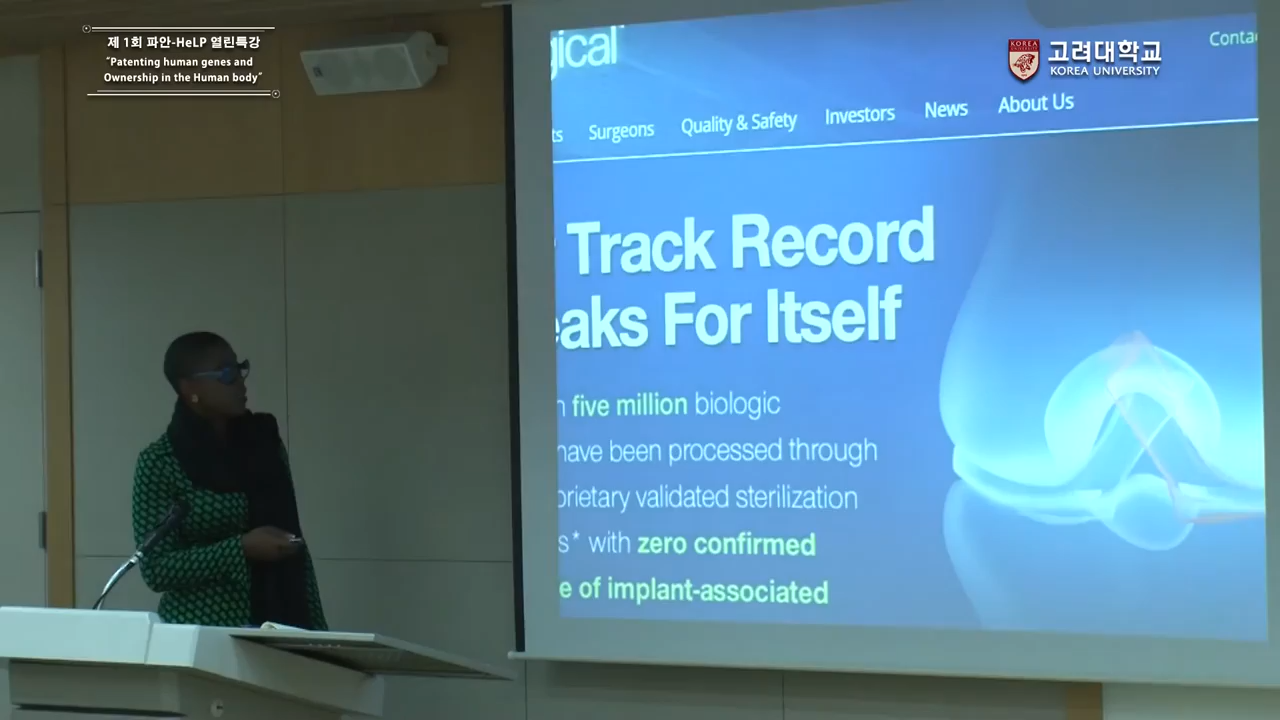 제 1회 파안-HeLP 열린특강
“Patenting human genes and
Ownership in the Human body”
KOREA
고려대학교
KOREA UNIVERSITY
gical
Conta
ts Surgeons Quality & Safety Investors News About Us
Track Record
eaks For Itself
n five million biologic
have been processed through
prietary validated sterilization
s* with zero confirmed
e of implant-associated